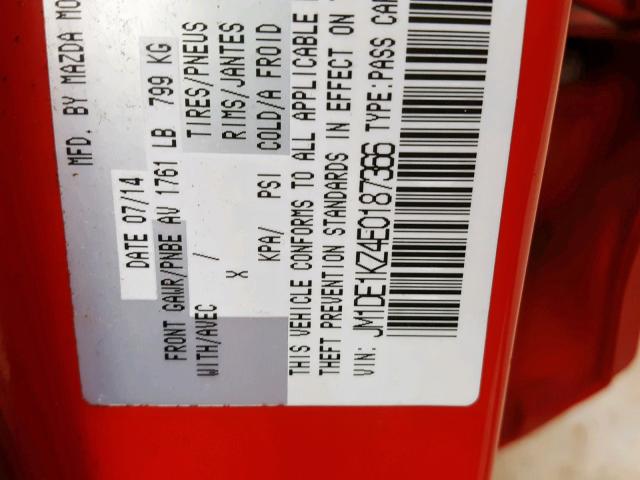 MFD. BY MAZDA MO
DATE 07/14
FRONT GAWR/PNBE AV 1761 LB 799 KG
WITH/AVEC TIRES/PNEUS
X / RIMS/JANTES
KPA/ PSI COLD/A FROID
THIS VEHICLE CONFORMS TO ALL APPLICABLE
THEFT PREVENTION STANDARDS IN EFFECT ON
VIN: JM1DE1KZ4E0187366 TYPE: PASS CA